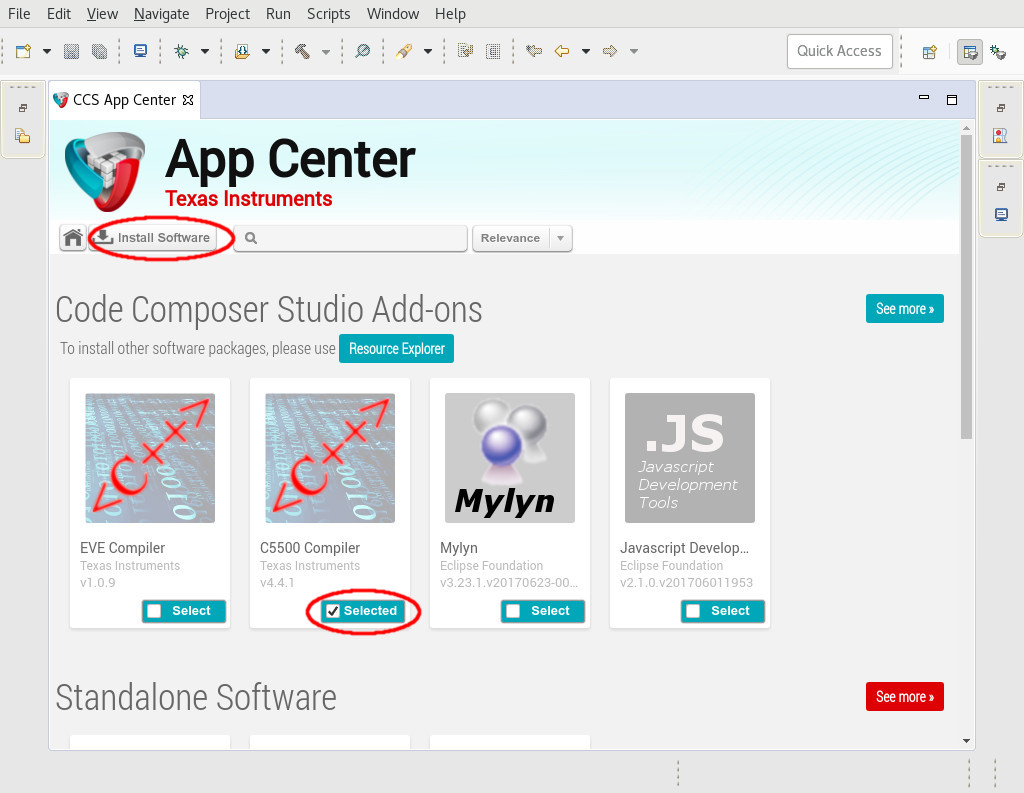 File Edit View Navigate Project Run Scripts Window Help
Quick Access
CCS App Center
App Center
Texas Instruments
Install Software
Relevance
Code Composer Studio Add-ons
See more »
To install other software packages, please use Resource Explorer
Mylyn
.JS
Javascript
Development
Tools
EVE Compiler
Texas Instruments
v1.0.9
Select
C5500 Compiler
Texas Instruments
v4.4.1
Selected
Mylyn
Eclipse Foundation
v3.23.1.v20170623-00...
Select
Javascript Develop...
Eclipse Foundation
v2.1.0.v201706011953
Select
Standalone Software
See more »